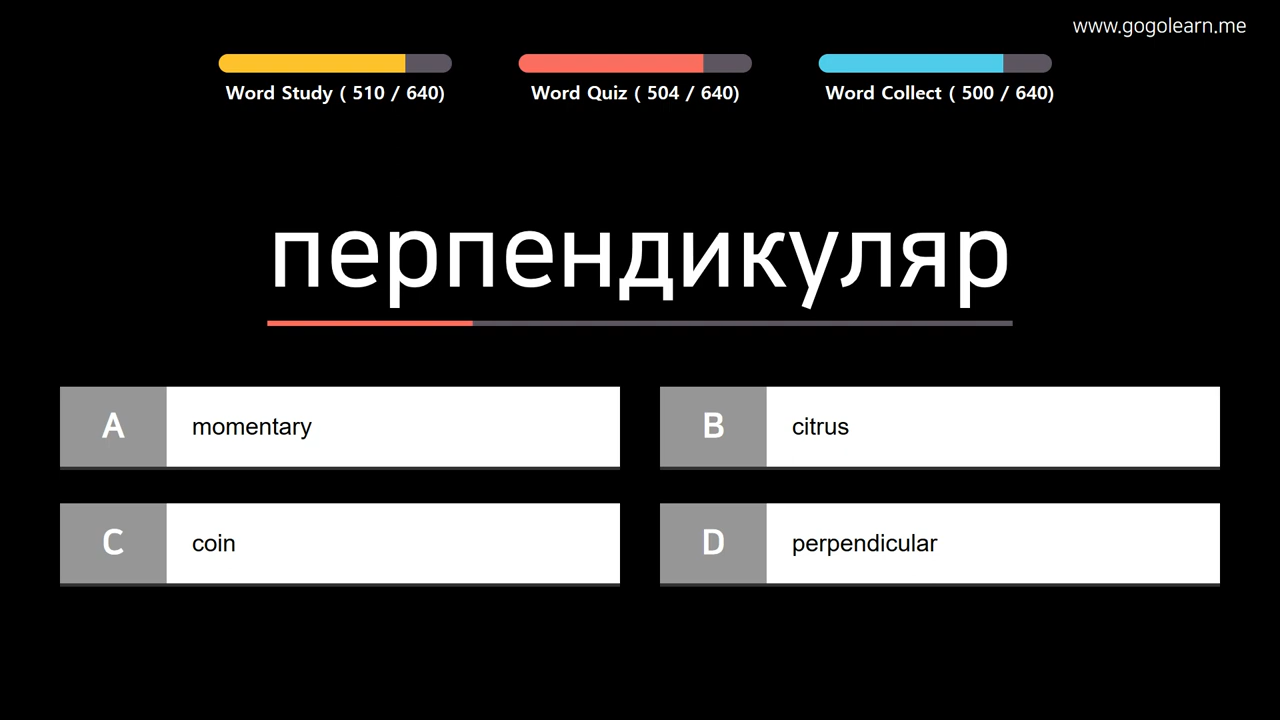 www.gogolearn.me
Word Study ( 510 / 640)
Word Quiz ( 504 / 640)
Word Collect ( 500 / 640)
перпендикуляр
A momentary
B citrus
C coin
D perpendicular